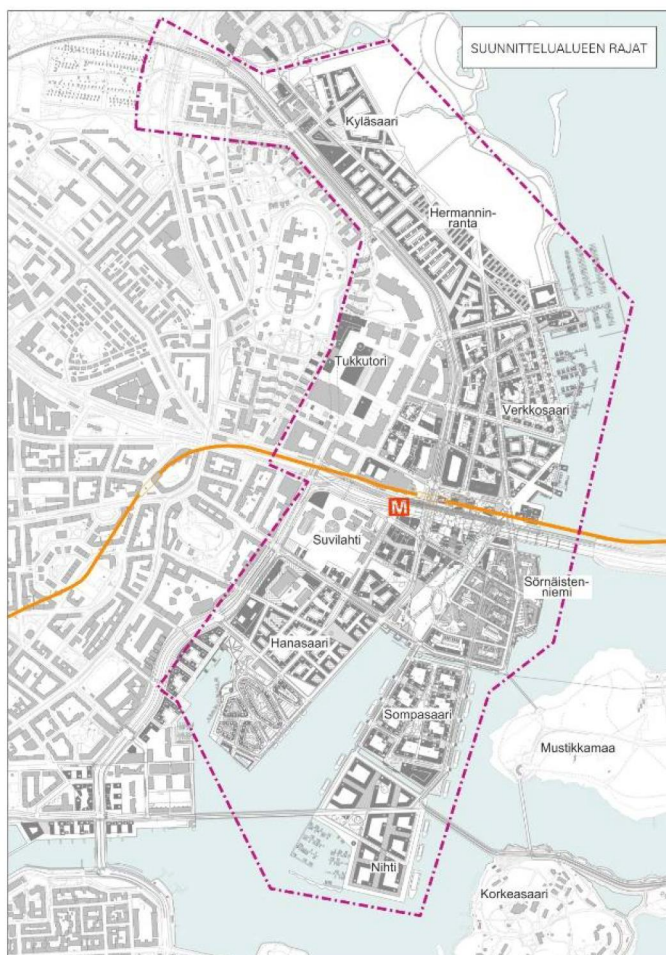 SUUNNITTELUALUEEN RAJAT
Kyläsaari
Hermannin-
ranta
Tukkutori
Verkkosaari
M
Suvilahti
Sörnäisten-
niemi
Hanasaari
Sompasaari
Mustikkamaa
Nihti
Korkeasaari